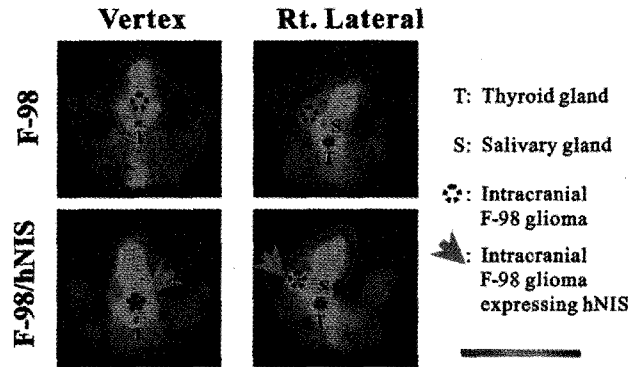 Vertex Rt. Lateral
F-98
T
S
T
T: Thyroid gland
S: Salivary gland
: Intracranial
F-98 glioma
: Intracranial
F-98 glioma
expressing hNIS
F-98/hNIS
T
S
T